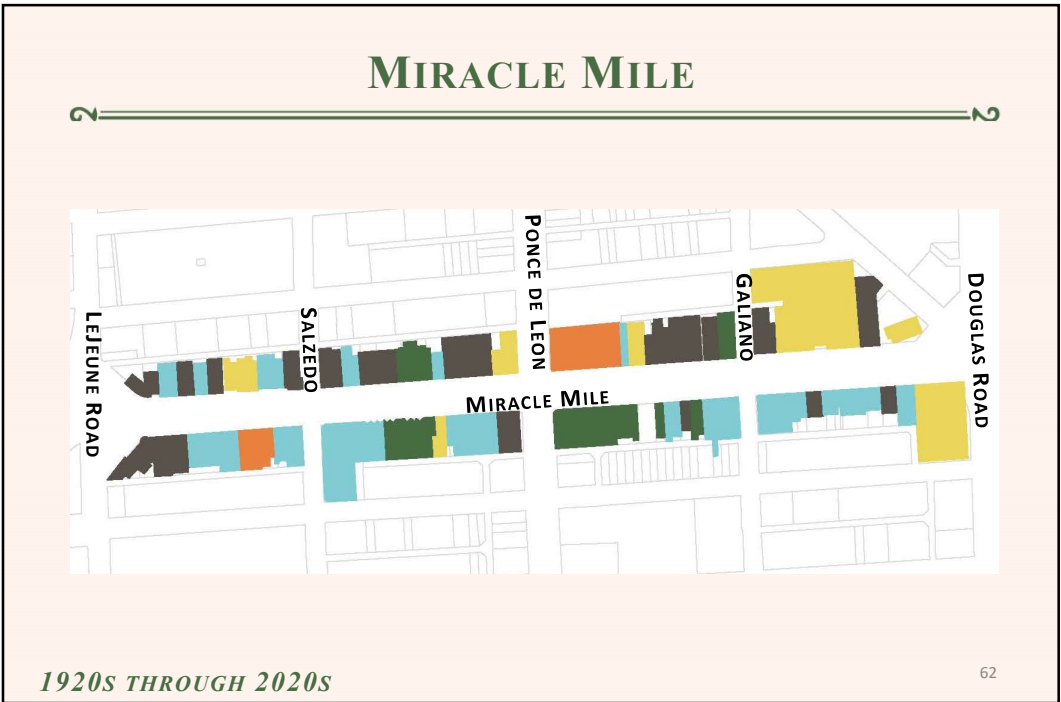 MIRACLE MILE
LEJEUNE ROAD
SALZEDO
PONCE DE LEON
GALIANO
DOUGLAS ROAD
MIRACLE MILE
1920S THROUGH 2020S
62